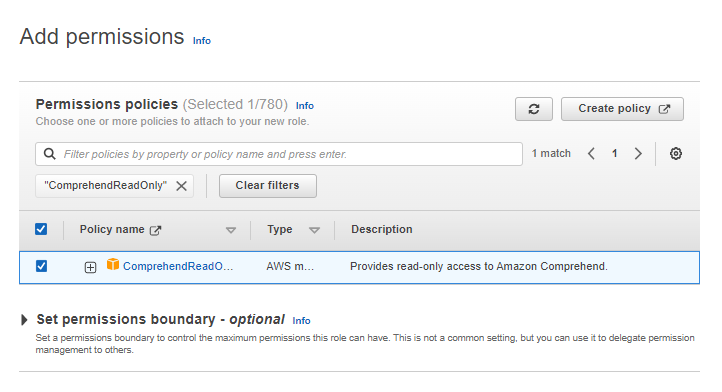 Add permissions Info
Permissions policies (Selected 1/780) Info
Choose one or more policies to attach to your new role.
Create policy
Filter policies by property or policy name and press enter.
1 match
1
"ComprehendReadOnly"
Clear filters
Policy name
Type
Description
ComprehendReadO...
AWS m...
Provides read-only access to Amazon Comprehend.
Set permissions boundary - optional Info
Set a permissions boundary to control the maximum permissions this role can have. This is not a common setting, but you can use it to delegate permission
management to others.